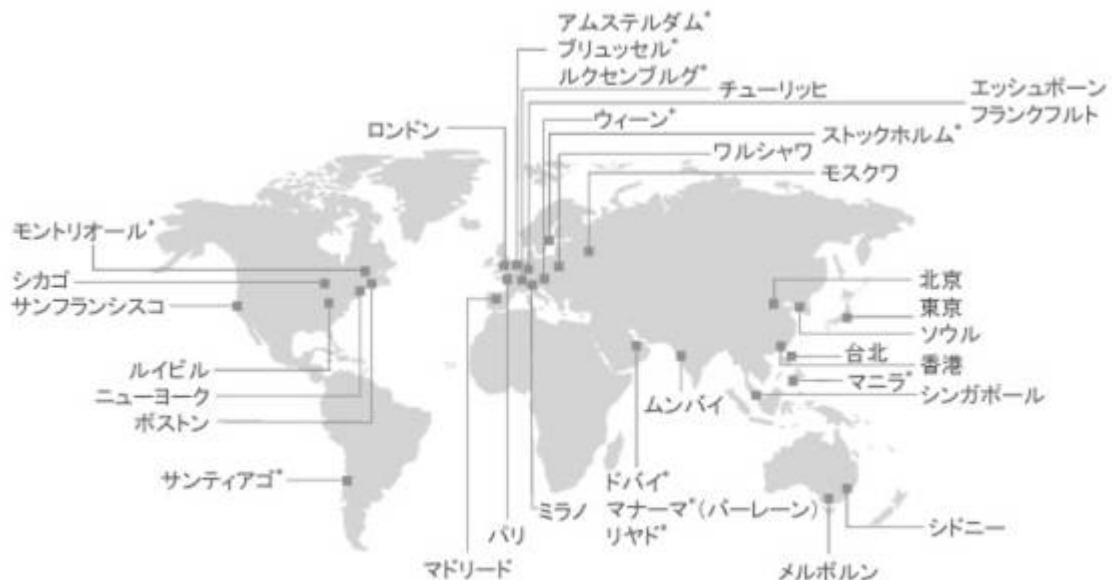 アムステルダム*
ブリュッセル*
ルクセンブルグ*
チューリッヒ
エッシュボーン
フランクフルト
ウィーン*
ロンドン
ストックホルム*
ワルシャワ
モスクワ
モントリオール*
シカゴ
サンフランシスコ
北京
東京
ソウル
台北
香港
マニラ*
シンガポール
ルイビル
ニューヨーク
ボストン
ムンバイ
サンティアゴ*
ドバイ*
マナーマ*(バーレーン)
リヤド*
ミラノ
パリ
シドニー
マドリード
メルボルン